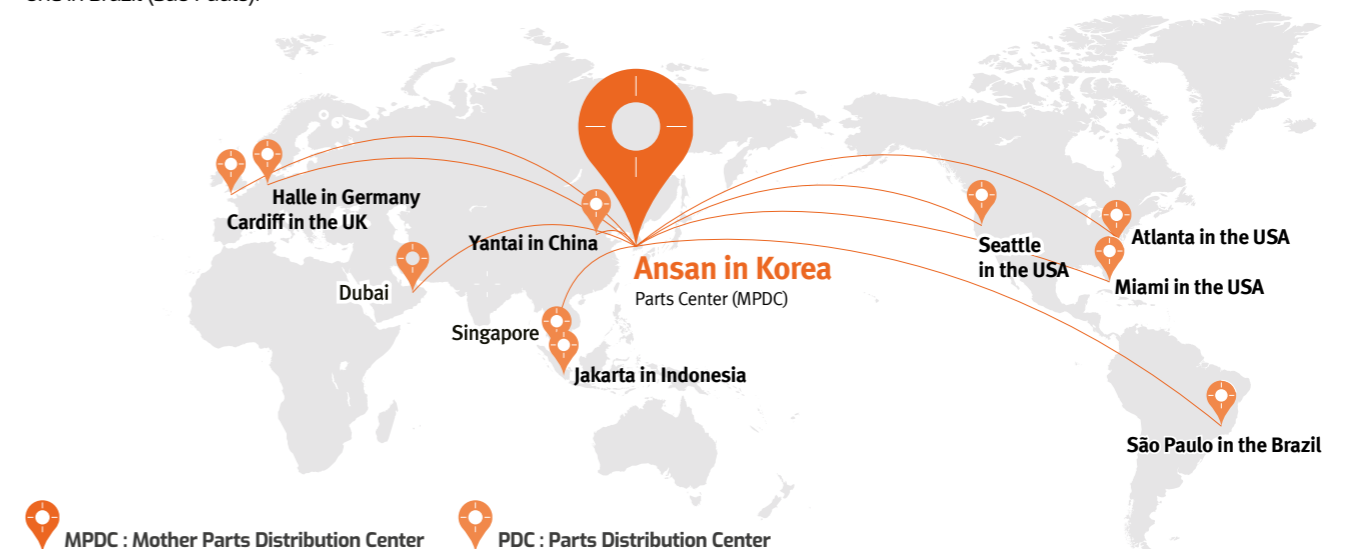 Halle in Germany
Cardiff in the UK
Yantai in China
Ansan in Korea
Parts Center (MPDC)
Dubai
Singapore
Jakarta in Indonesia
Seattle
in the USA
Atlanta in the USA
Miami in the USA
São Paulo in the Brazil
MPDC : Mother Parts Distribution Center
PDC : Parts Distribution Center